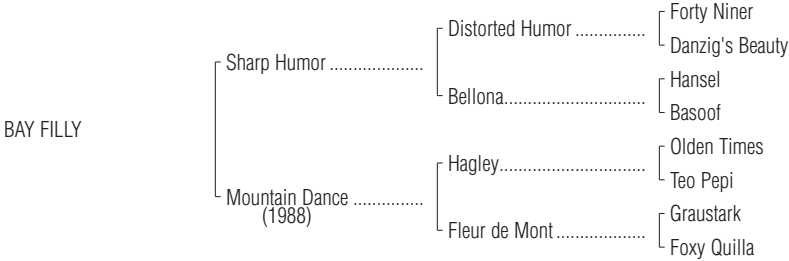 Forty Niner
Distorted Humor ...............
Danzig's Beauty
Sharp Humor ....................
Hansel
Bellona..............................
Basoof
BAY FILLY
Olden Times
Hagley...............................
Teo Pepi
Mountain Dance ...............
(1988)
Graustark
Fleur de Mont ...................
Foxy Quilla